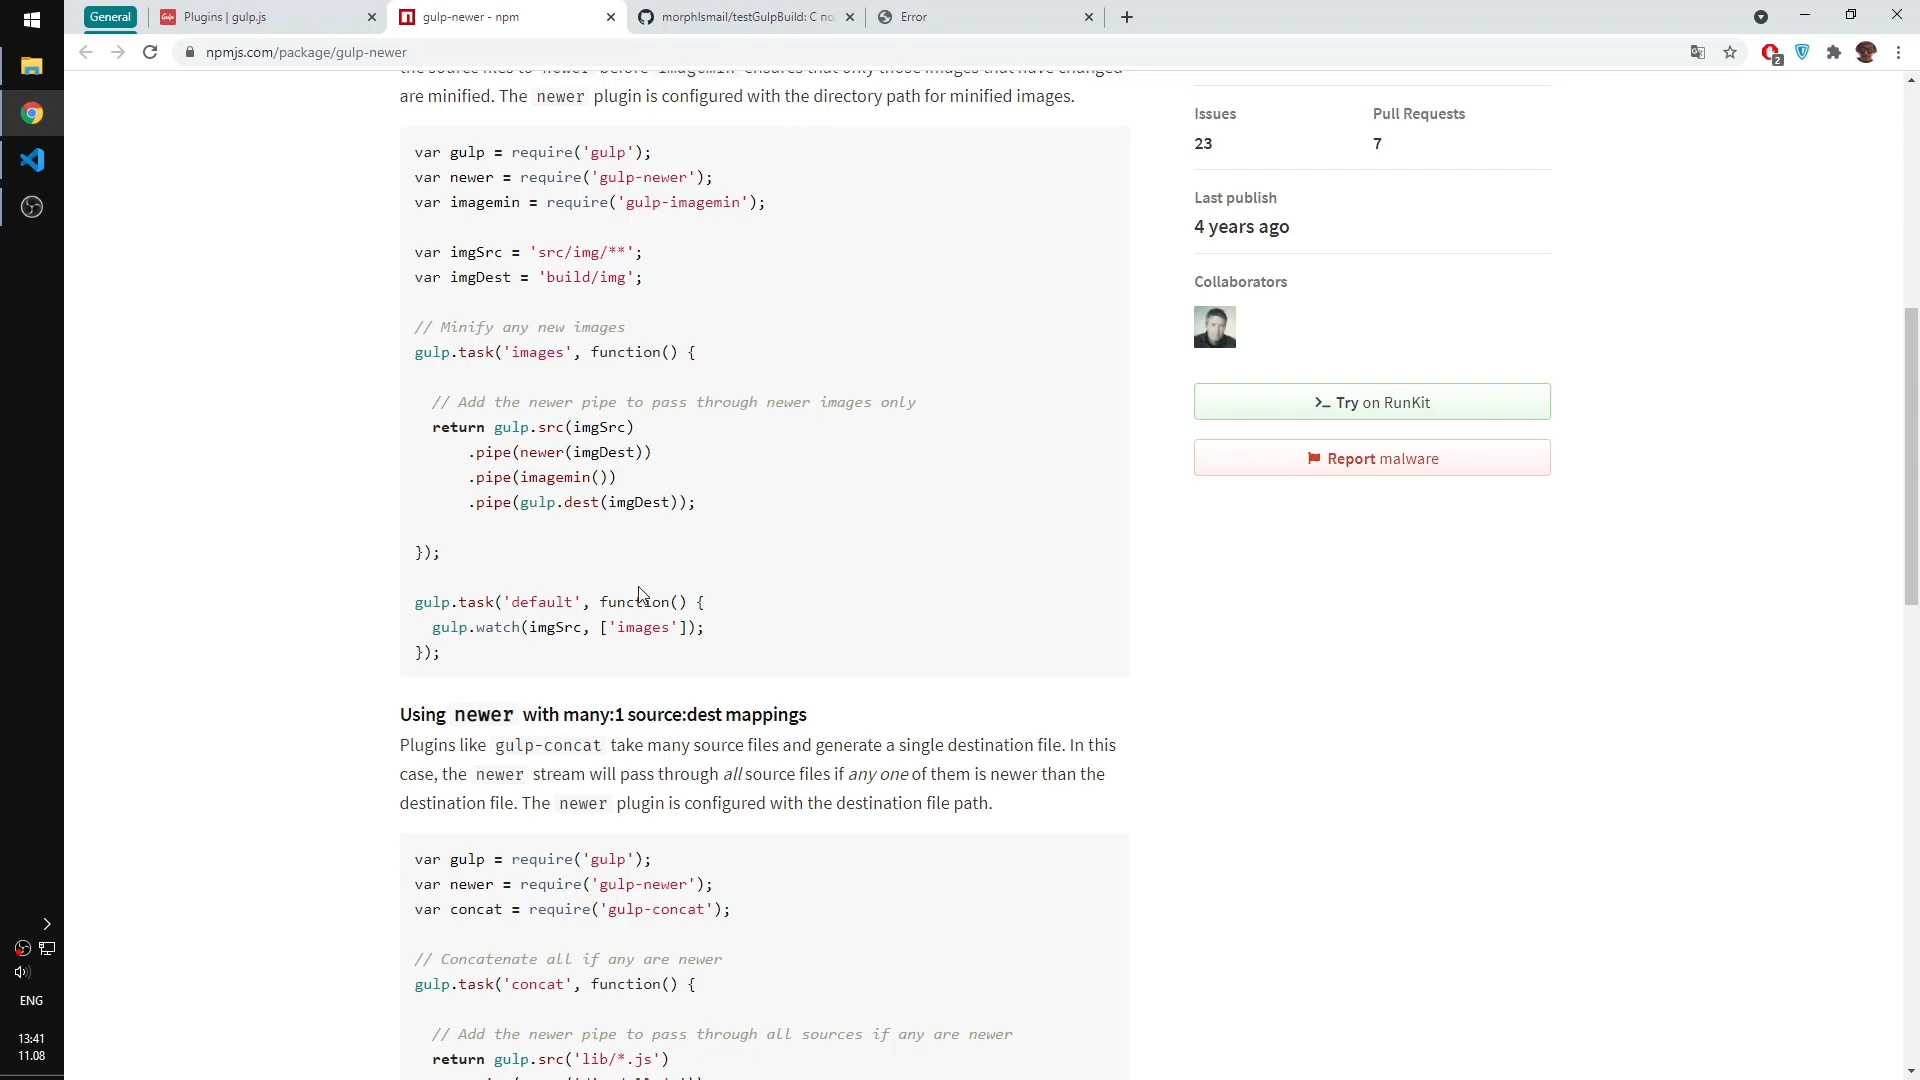 General
Plugins | gulp.js
gulp-newer - npm
morphIsmail/testGulpBuild: С по
Error
npmjs.com/package/gulp-newer
2
are minified. The newer plugin is configured with the directory path for minified images.
var gulp = require('gulp');
var newer = require('gulp-newer');
var imagemin = require('gulp-imagemin');
var imgSrc = 'src/img/**';
var imgDest = 'build/img';
// Minify any new images
gulp.task('images', function() {
// Add the newer pipe to pass through newer images only
return gulp.src(imgSrc)
.pipe(newer(imgDest))
.pipe(imagemin())
.pipe(gulp.dest(imgDest));
});
gulp.task('default', function() {
gulp.watch(imgSrc, ['images']);
});
Using newer with many:1 source:dest mappings
Plugins like gulp-concat take many source files and generate a single destination file. In this
case, the newer stream will pass through all source files if any one of them is newer than the
destination file. The newer plugin is configured with the destination file path.
var gulp = require('gulp');
var newer = require('gulp-newer');
var concat = require('gulp-concat');
// Concatenate all if any are newer
gulp.task('concat', function() {
// Add the newer pipe to pass through all sources if any are newer
return gulp.src('lib/*.js')
Issues
Pull Requests
23
7
Last publish
4 years ago
Collaborators
Try on RunKit
Report malware
ENG
13:41
11.08